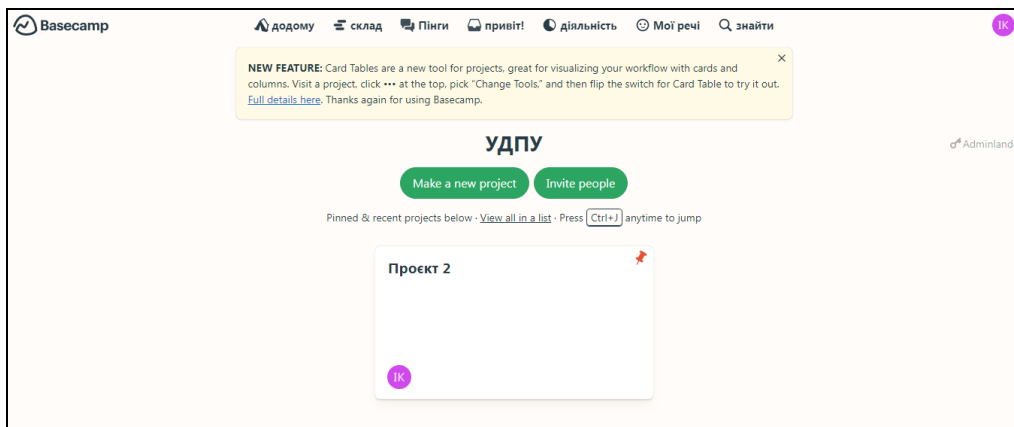 Basecamp додому склад Пінги привіт! діяльність Мої речі знайти ІК
NEW FEATURE: Card Tables are a new tool for projects, great for visualizing your workflow with cards and
columns. Visit a project, click ••• at the top, pick "Change Tools," and then flip the switch for Card Table to try it out.
Full details here. Thanks again for using Basecamp.
УДПУ
Adminland
Make a new project Invite people
Pinned & recent projects below · View all in a list · Press Ctrl+J anytime to jump
Проєкт 2
ІК